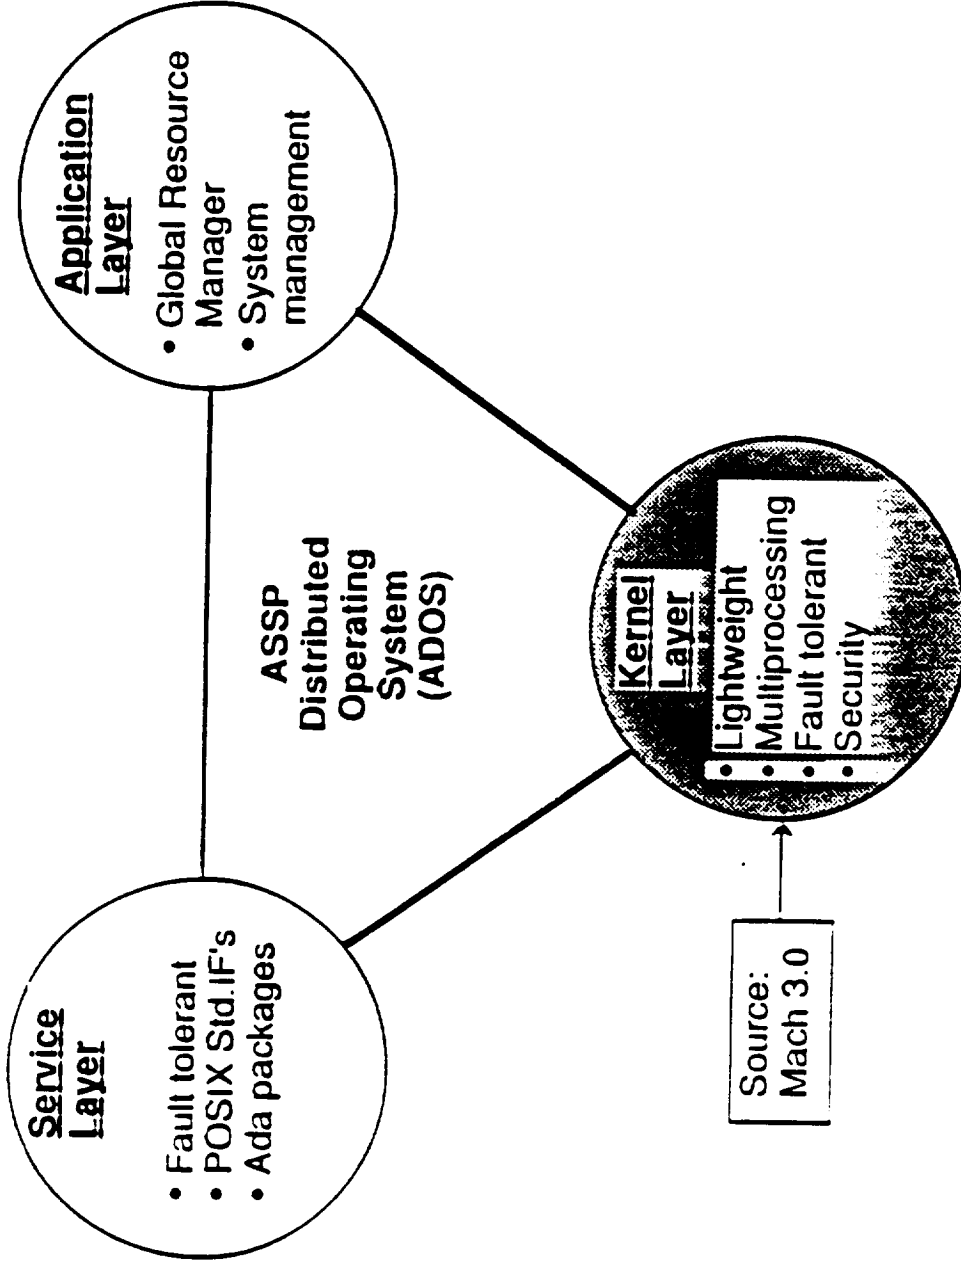 Service
Layer
• Fault tolerant
• POSIX Std.IF's
• Ada packages
Application
Layer
• Global Resource
Manager
• System
management
ASSP
Distributed
Operating
System
(ADOS)
Kernel
Layer
• Lightweight
• Multiprocessing
• Fault tolerant
• Security
Source:
Mach 3.0